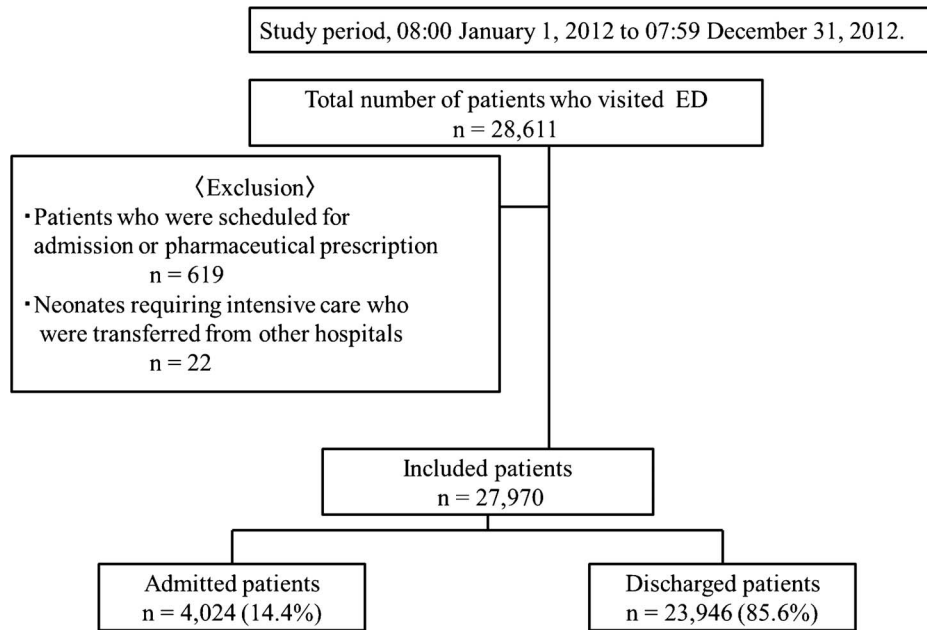 Study period, 08:00 January 1, 2012 to 07:59 December 31, 2012.
Total number of patients who visited ED
n = 28,611
〈Exclusion〉
・Patients who were scheduled for
admission or pharmaceutical prescription
n = 619
・Neonates requiring intensive care who
were transferred from other hospitals
n = 22
Included patients
n = 27,970
Admitted patients
n = 4,024 (14.4%)
Discharged patients
n = 23,946 (85.6%)